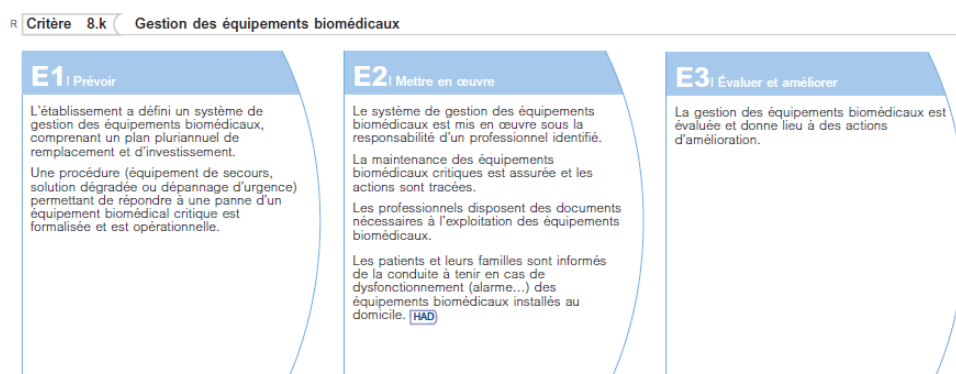 R Critère 8.k Gestion des équipements biomédicaux
E1 | Prévoir
L'établissement a défini un système de
gestion des équipements biomédicaux,
comprenant un plan pluriannuel de
remplacement et d'investissement.
Une procédure (équipement de secours,
solution dégradée ou dépannage d'urgence)
permettant de répondre à une panne d'un
équipement biomédical critique est
formalisée et est opérationnelle.
E2 | Mettre en œuvre
Le système de gestion des équipements
biomédicaux est mis en œuvre sous la
responsabilité d'un professionnel identifié.
La maintenance des équipements
biomédicaux critiques est assurée et les
actions sont tracées.
Les professionnels disposent des documents
nécessaires à l'exploitation des équipements
biomédicaux.
Les patients et leurs familles sont informés
de la conduite à tenir en cas de
dysfonctionnement (alarme...) des
équipements biomédicaux installés au
domicile. HAD
E3 | Évaluer et améliorer
La gestion des équipements biomédicaux est
évaluée et donne lieu à des actions
d'amélioration.